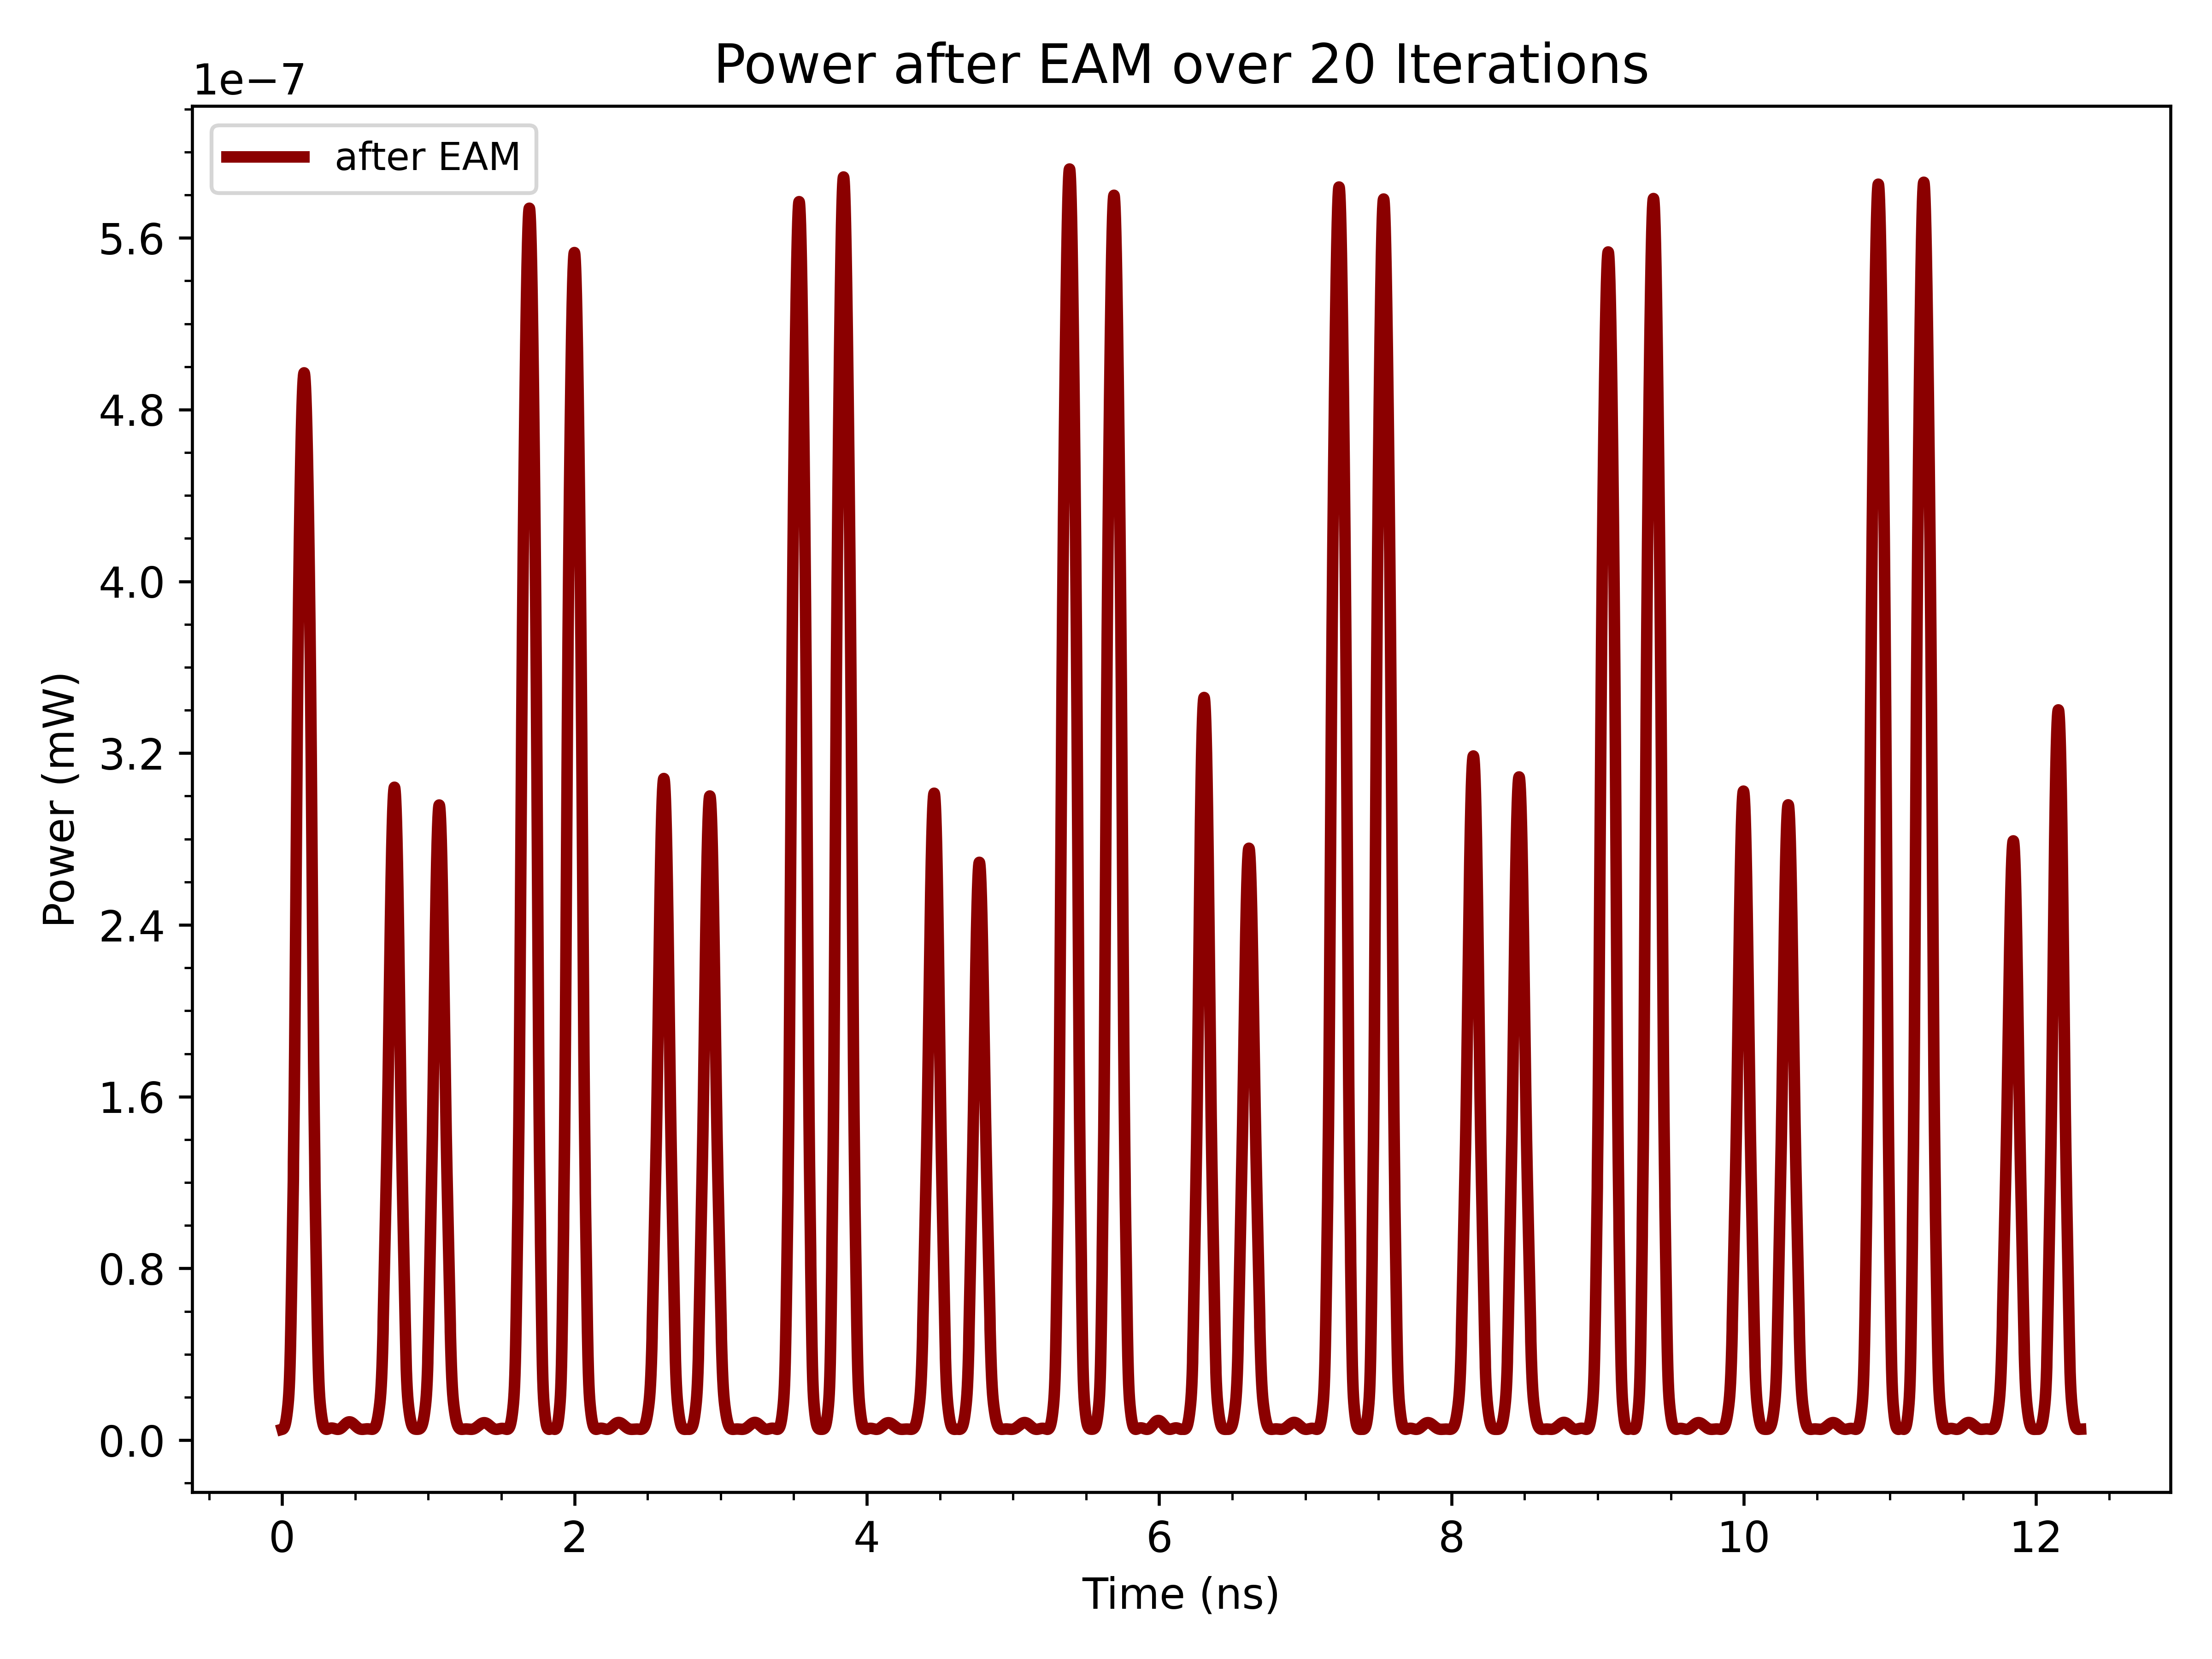 Power after EAM over 20 Iterations
1e−7
after EAM
5.6
4.8
4.0
3.2
2.4
1.6
0.8
0.0
Power (mW)
0 2 4 6 8 10 12
Time (ns)